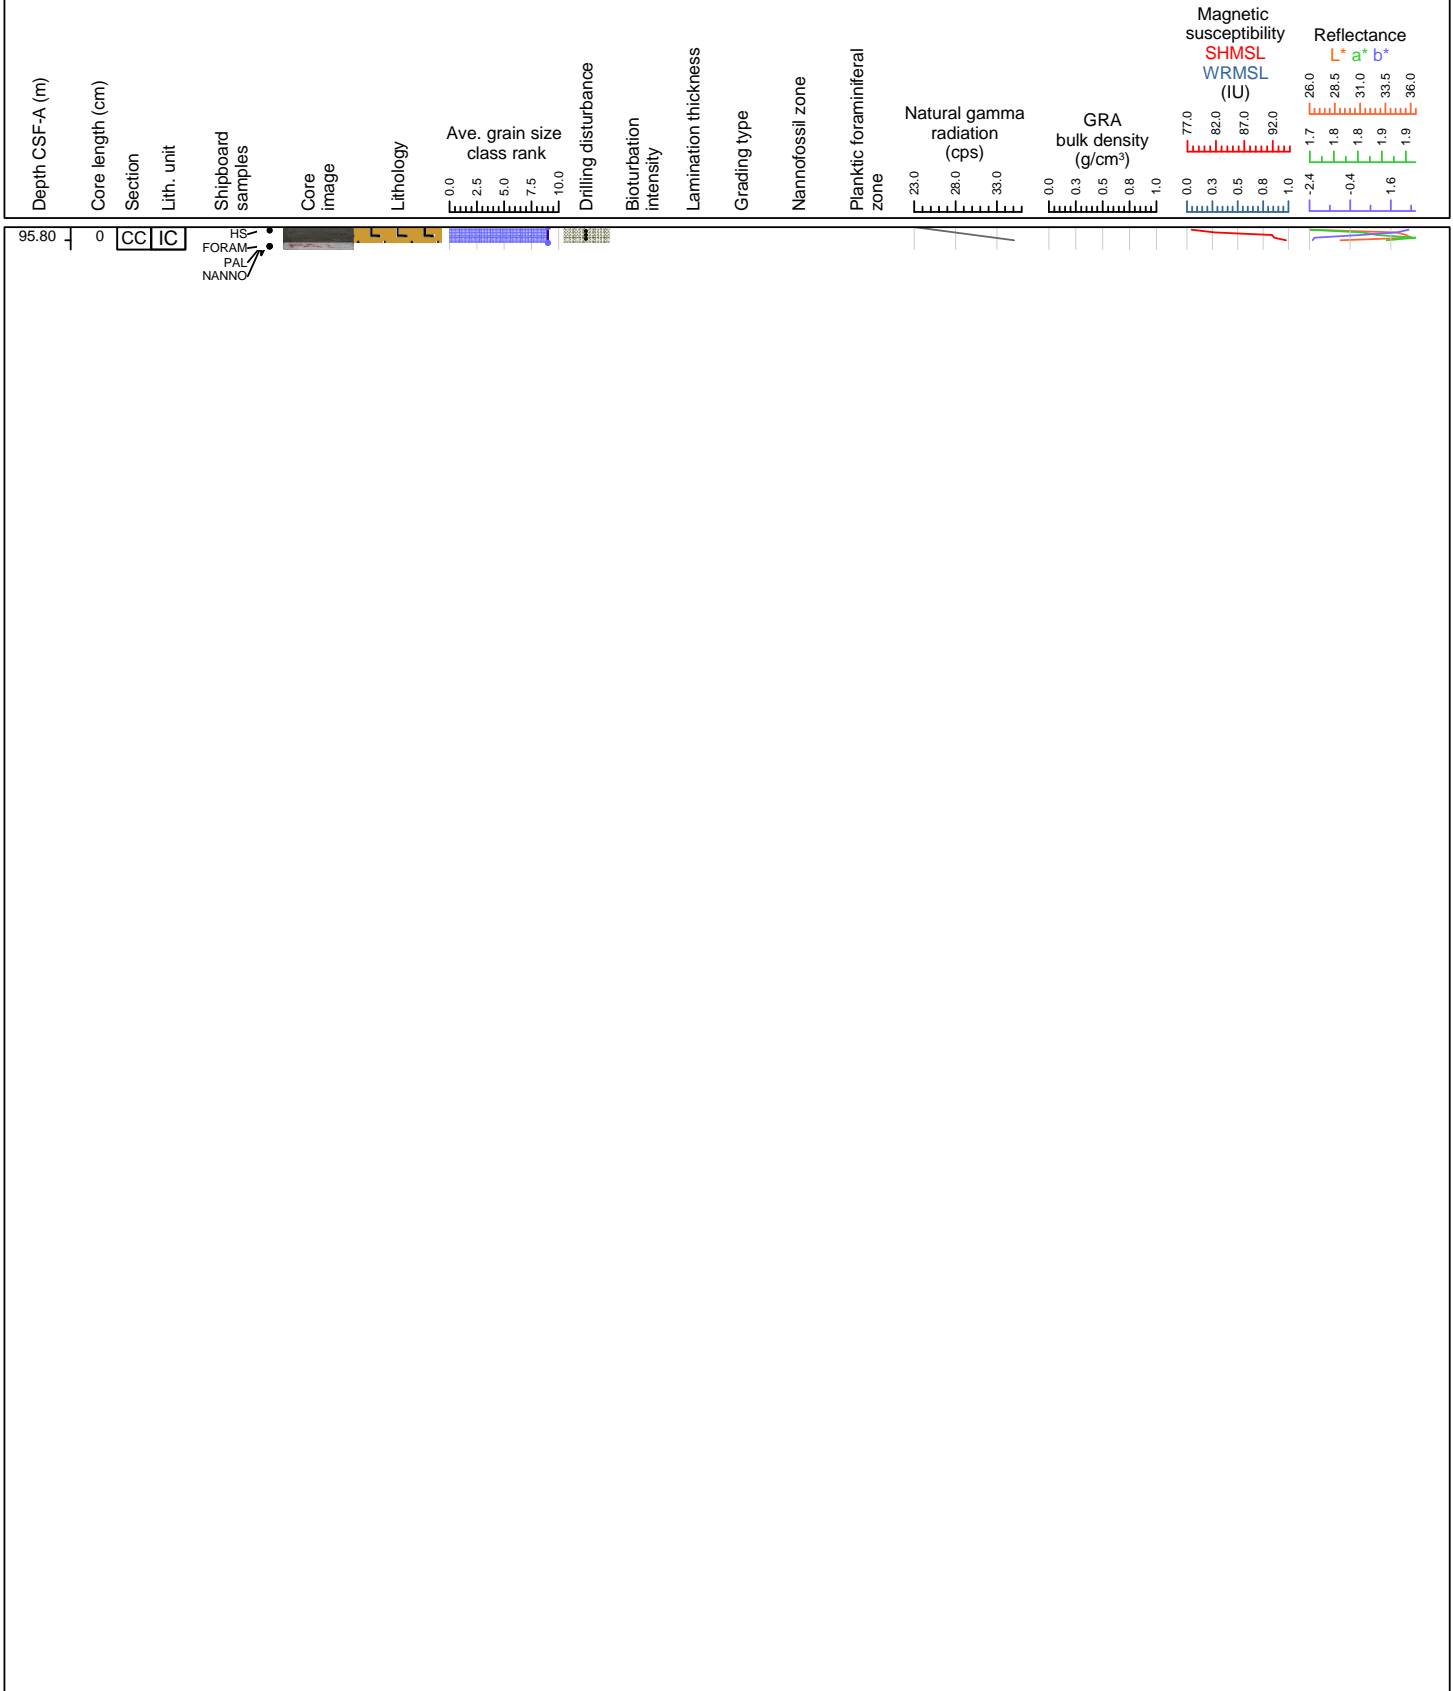 Depth CSF-A (m)
Core length (cm)
Section
Lith. unit
Shipboard
samples
Core
image
Lithology
Ave. grain size
class rank
0.0
2.5
5.0
7.5
10.0
Drilling disturbance
Bioturbation
intensity
Lamination thickness
Grading type
Nannofossil zone
Planktic foraminiferal
zone
Natural gamma
radiation
(cps)
23.0
28.0
33.0
GRA
bulk density
(g/cm³)
0.0
0.3
0.5
0.8
1.0
Magnetic
susceptibility
SHMSL
WRMSL
(IU)
77.0
82.0
87.0
92.0
0.0
0.3
0.5
0.8
1.0
Reflectance
L* a* b*
26.0
28.5
31.0
33.5
36.0
1.7
1.8
1.8
1.9
1.9
-2.4
-0.4
1.6
95.80
0
CC
IC
HS
FORAM
PAL
NANNO